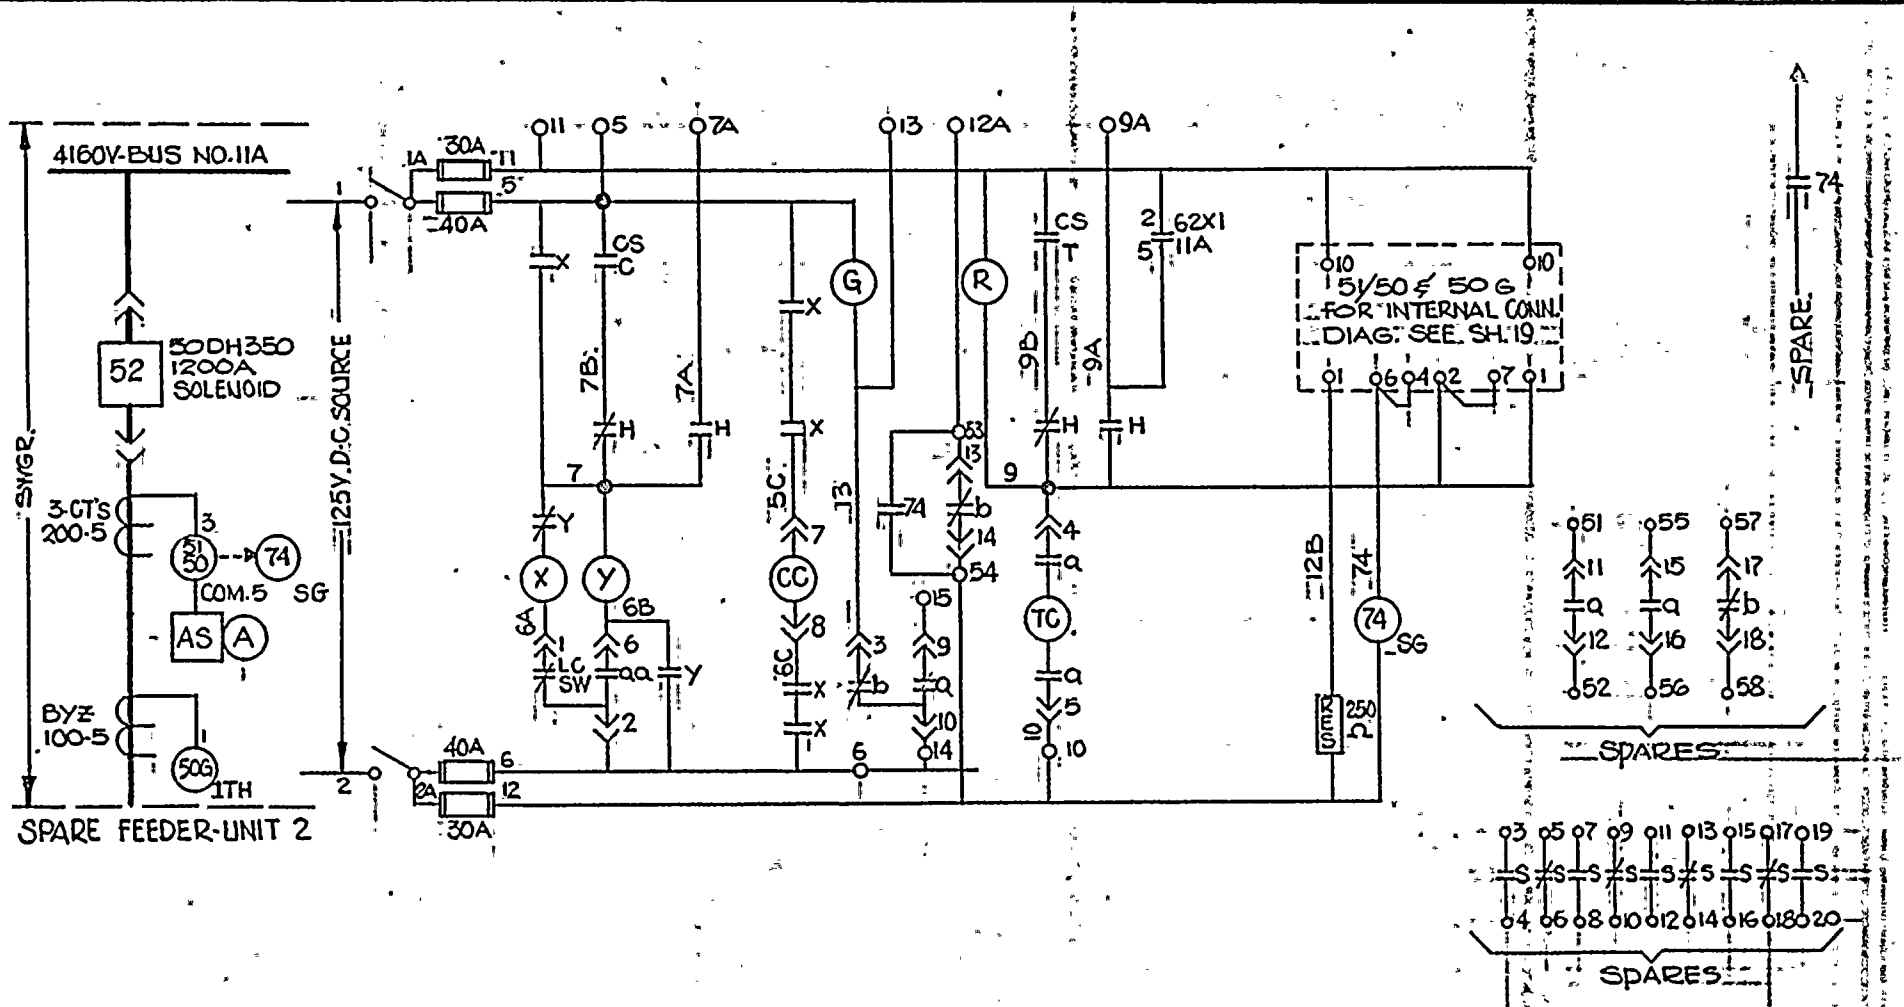 4160V-BUS NO.11A
SWGR.
52
50DH350
1200A
SOLENOID
3-CT'S
200-5
3
51
50
74
COM.5
SG
AS
A
1
BYZ
100-5
1
50G
1TH
SPARE FEEDER-UNIT 2
125V. D.C. SOURCE
1
1A
30A
11
5
40A
2
2A
40A
6
12
30A
11
5
7A
13
12A
9A
X
CS
C
7B
H
7A
H
7
Y
X
Y
6A
6B
1
LC
SW
6
aa
Y
2
X
X
5C
7
CC
8
6C
X
X
G
13
3
b
6
74
53
13
b
14
54
15
9
a
10
14
R
9
CS
T
9B
H
9A
H
2
5
62X1
11A
4
a
TC
a
5
10
10
10
10
51/50 & 50G
FOR INTERNAL CONN.
DIAG. SEE SH. 19
1
6
4
2
7
1
12B
74
74
SG
RES
250
Ω
74
SPARE
51
55
57
11
15
17
a
a
b
12
16
18
52
56
58
SPARES
3
5
7
9
11
13
15
17
19
S
S
S
S
S
S
S
S
S
4
6
8
10
12
14
16
18
20
SPARES